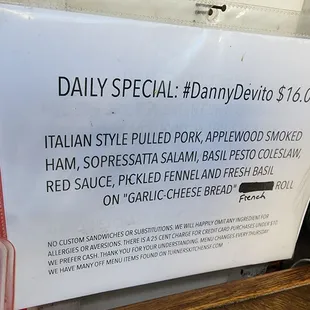 DAILY SPECIAL: #DannyDevito $16.0
ITALIAN STYLE PULLED PORK, APPLEWOOD SMOKED
HAM, SOPRESSATTA SALAMI, BASIL PESTO COLESLAW,
RED SAUCE, PICKLED FENNEL AND FRESH BASIL
ON "GARLIC-CHEESE BREAD" ROLL
French
NO CUSTOM SANDWICHES OR SUBSTITUTIONS. WE WILL HAPPILY OMIT ANY INGREDIENT FOR
ALLERGIES OR AVERSIONS. THERE IS A 25 CENT CHARGE FOR CREDIT CARD PURCHASES UNDER $10.
WE PREFER CASH. THANK YOU FOR YOUR UNDERSTANDING. MENU CHANGES EVERY THURSDAY
WE HAVE MANY OFF MENU ITEMS FOUND ON TURNERSKITCHENSF.COM